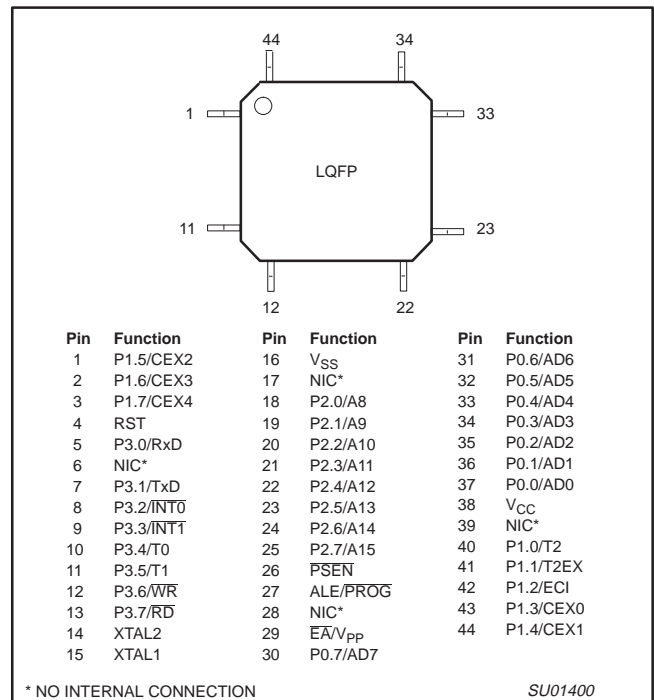 44 34
1 33
LQFP
11 23
12 22
Pin Function Pin Function Pin Function
1 P1.5/CEX2 16 VSS 31 P0.6/AD6
2 P1.6/CEX3 17 NIC* 32 P0.5/AD5
3 P1.7/CEX4 18 P2.0/A8 33 P0.4/AD4
4 RST 19 P2.1/A9 34 P0.3/AD3
5 P3.0/RxD 20 P2.2/A10 35 P0.2/AD2
6 NIC* 21 P2.3/A11 36 P0.1/AD1
7 P3.1/TxD 22 P2.4/A12 37 P0.0/AD0
8 P3.2/INT0 23 P2.5/A13 38 VCC
9 P3.3/INT1 24 P2.6/A14 39 NIC*
10 P3.4/T0 25 P2.7/A15 40 P1.0/T2
11 P3.5/T1 26 PSEN 41 P1.1/T2EX
12 P3.6/WR 27 ALE/PROG 42 P1.2/ECI
13 P3.7/RD 28 NIC* 43 P1.3/CEX0
14 XTAL2 29 EA/VPP 44 P1.4/CEX1
15 XTAL1 30 P0.7/AD7
* NO INTERNAL CONNECTION SU01400